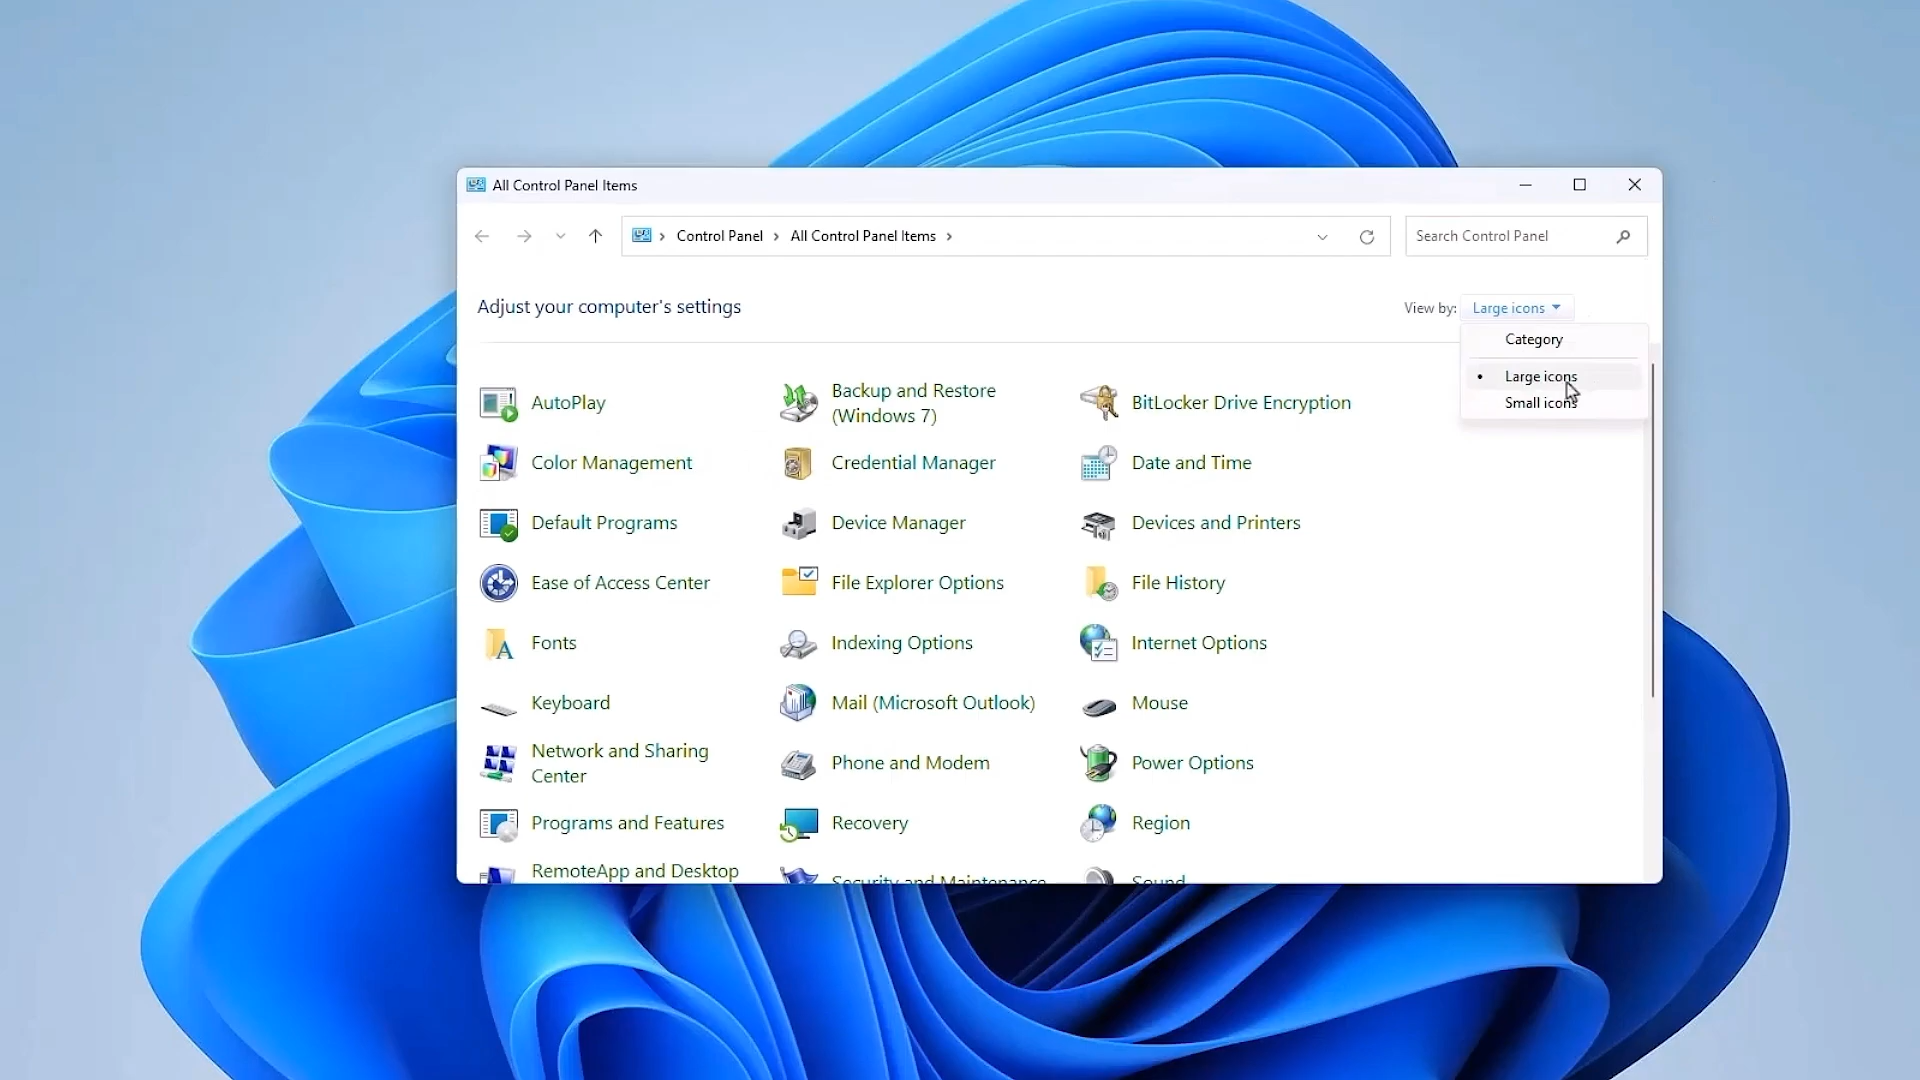 All Control Panel Items
Control Panel
All Control Panel Items
Search Control Panel
Adjust your computer's settings
View by:
Large icons
Category
Large icons
Small icons
AutoPlay
Backup and Restore
(Windows 7)
BitLocker Drive Encryption
Color Management
Credential Manager
Date and Time
Default Programs
Device Manager
Devices and Printers
Ease of Access Center
File Explorer Options
File History
Fonts
Indexing Options
Internet Options
Keyboard
Mail (Microsoft Outlook)
Mouse
Network and Sharing
Center
Phone and Modem
Power Options
Programs and Features
Recovery
Region
RemoteApp and Desktop
Security and Maintenance
Sound